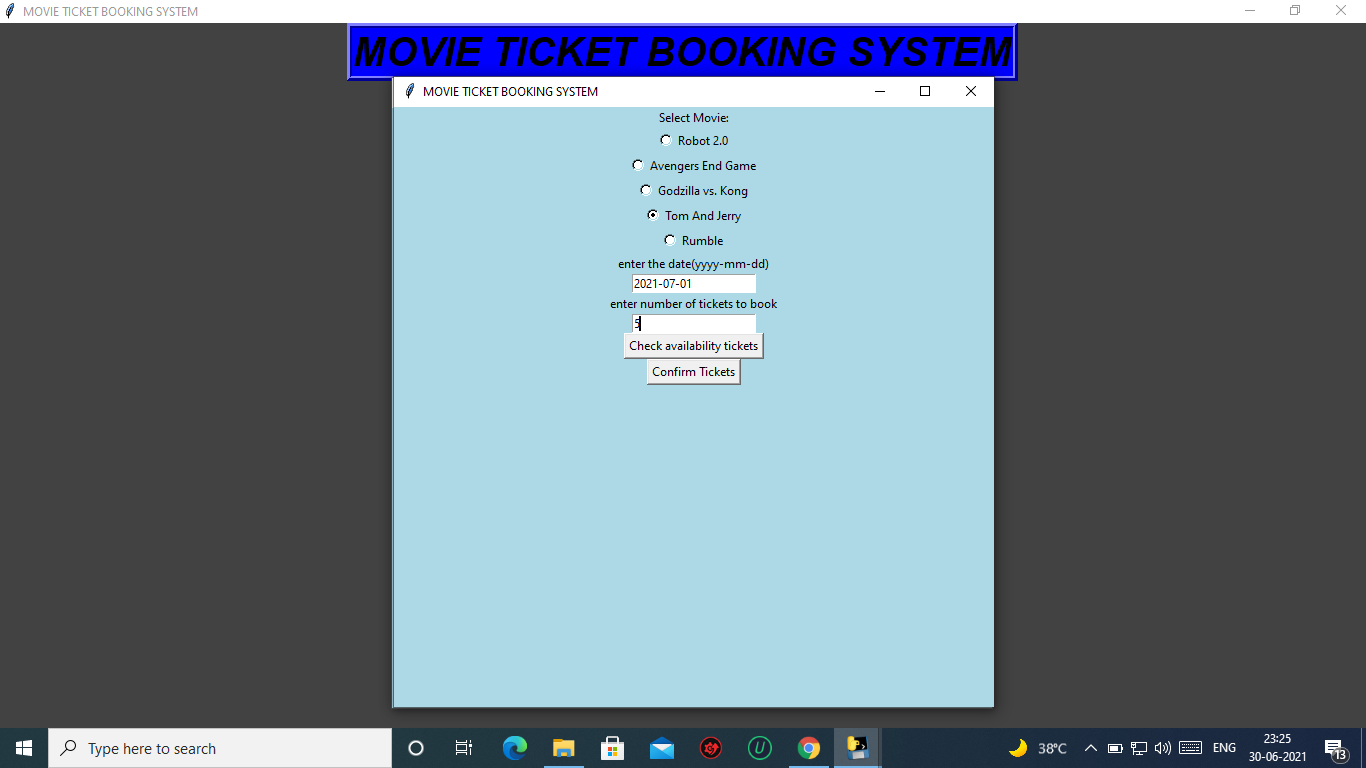 MOVIE TICKET BOOKING SYSTEM
MOVIE TICKET BOOKING SYSTEM
MOVIE TICKET BOOKING SYSTEM
Select Movie:
Robot 2.0
Avengers End Game
Godzilla vs. Kong
Tom And Jerry
Rumble
enter the date(yyyy-mm-dd)
2021-07-01
enter number of tickets to book
5
Check availability tickets
Confirm Tickets
Type here to search
U
38°C
ENG
23:25
30-06-2021
13